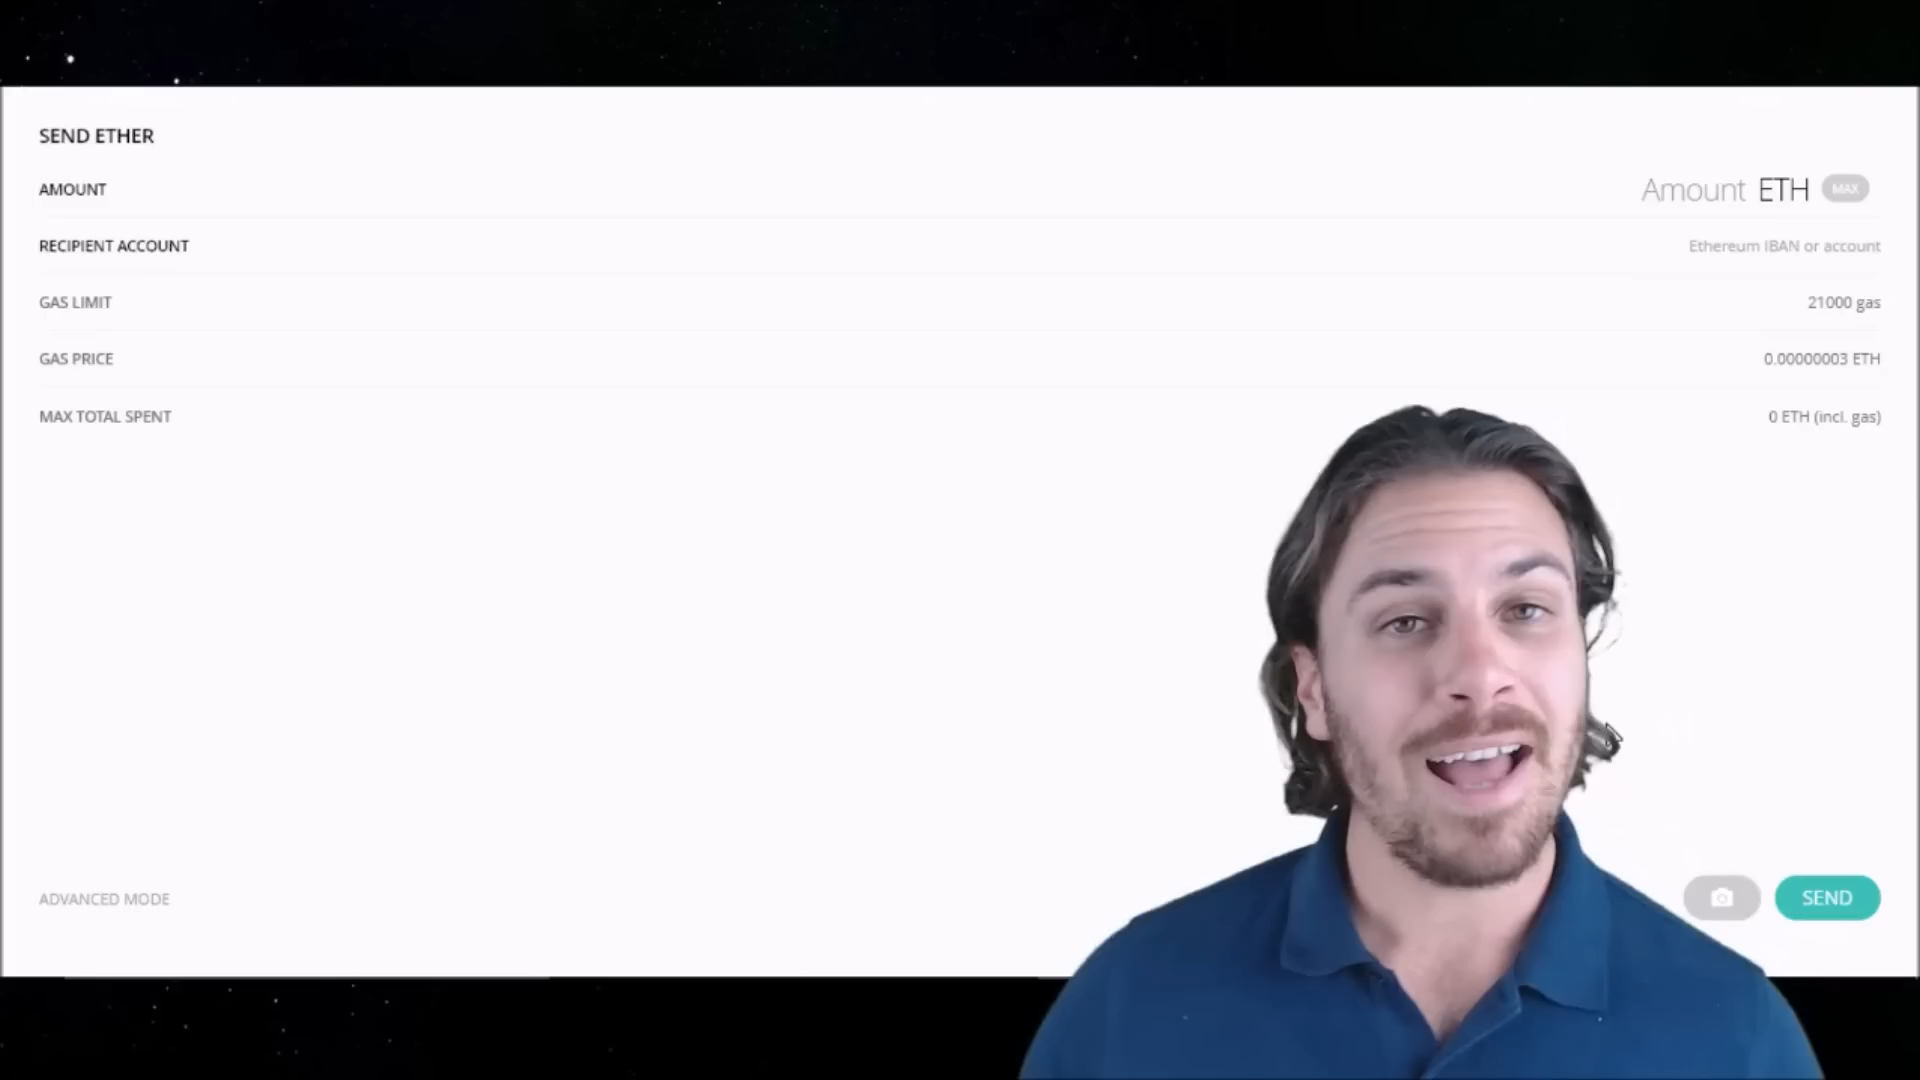 SEND ETHER
AMOUNT Amount ETH MAX
RECIPIENT ACCOUNT Ethereum IBAN or account
GAS LIMIT 21000 gas
GAS PRICE 0.00000003 ETH
MAX TOTAL SPENT 0 ETH (incl. gas)
ADVANCED MODE SEND